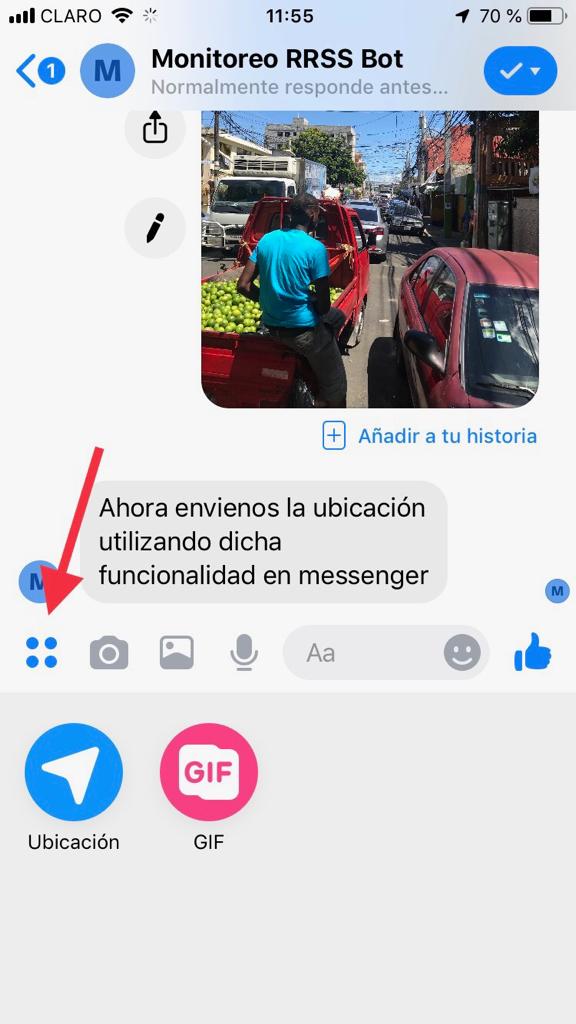 CLARO 11:55 70 %
1 M Monitoreo RRSS Bot
Normalmente responde antes...
Añadir a tu historia
Ahora envienos la ubicación
utilizando dicha
funcionalidad en messenger
M
M
Aa
GIF
Ubicación GIF